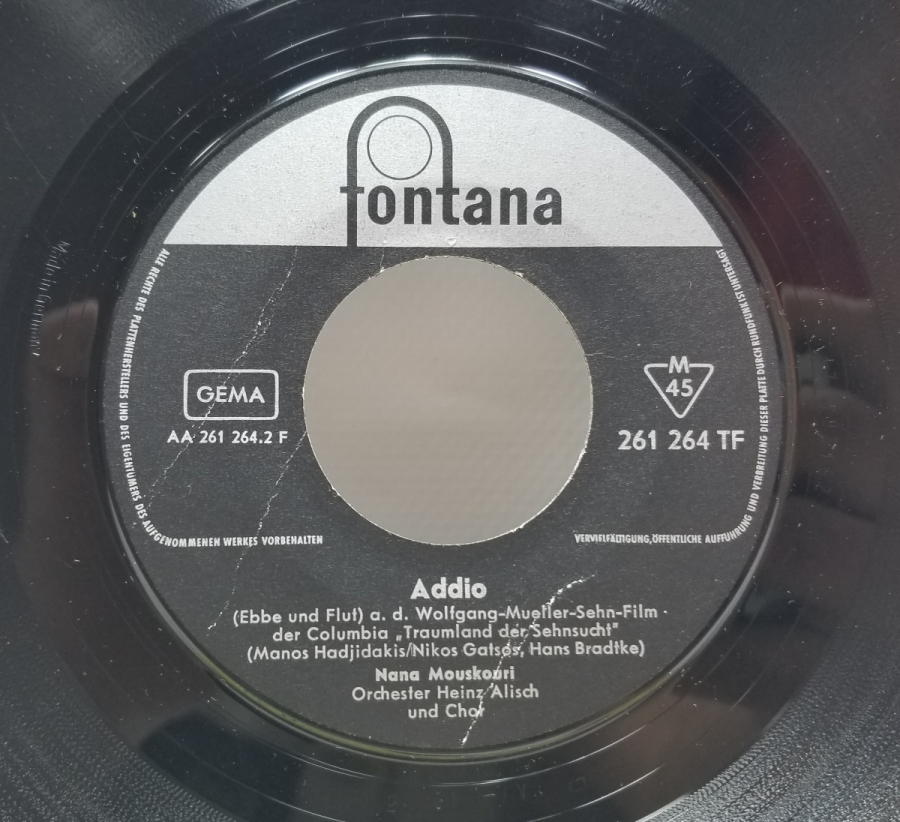 fontana
ALLE RECHTE DES PLATTENHERSTELLERS UND DES EIGENTÜMERS DES AUFGENOMMENEN WERKES VORBEHALTEN
GEMA
AA 261 264.2 F
M
45
261 264 TF
VERVIELFÄLTIGUNG, ÖFFENTLICHE AUFFÜHRUNG UND VERBREITUNG DIESER PLATTE DURCH RUNDFUNK IST UNTERSAGT
Addio
(Ebbe und Flut) a. d. Wolfgang-Mueller-Sehn-Film
der Columbia „Traumland der Sehnsucht"
(Manos Hadjidakis/Nikos Gatsos, Hans Bradtke)
Nana Mouskouri
Orchester Heinz Alisch
und Chor